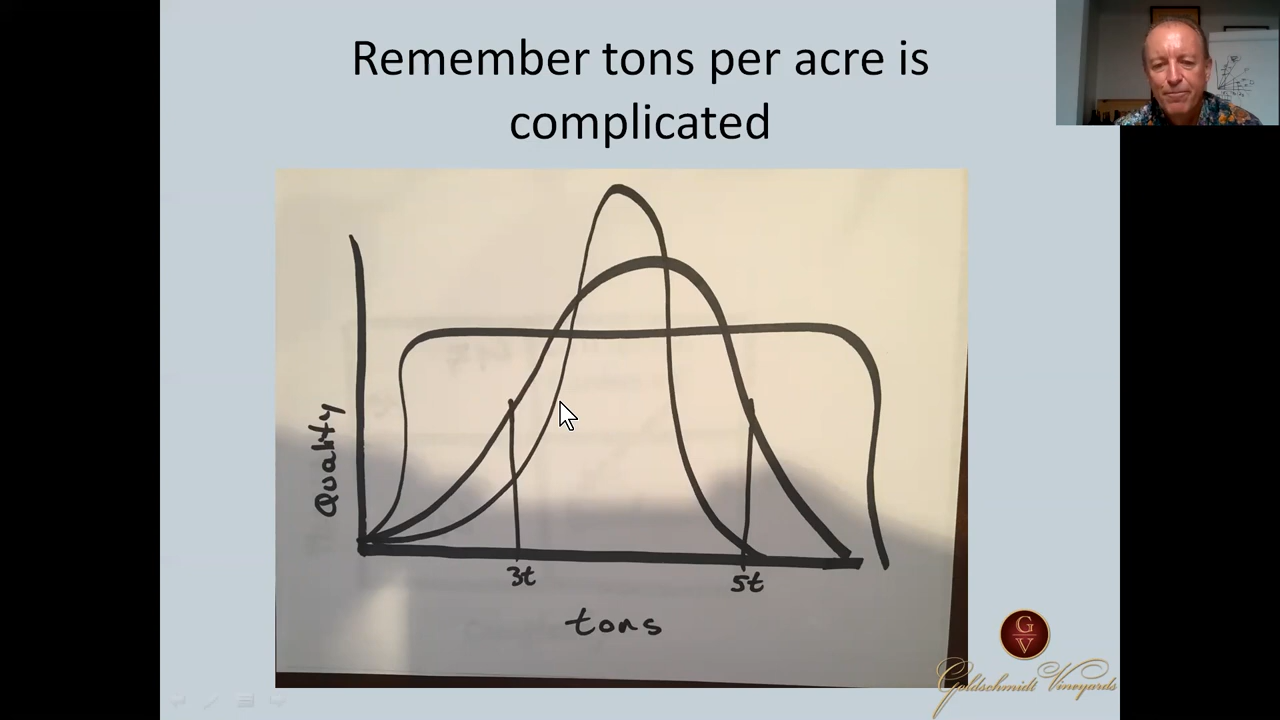 Remember tons per acre is
complicated
Quality
3t
5t
tons
G
V
Goldschmidt Vineyards